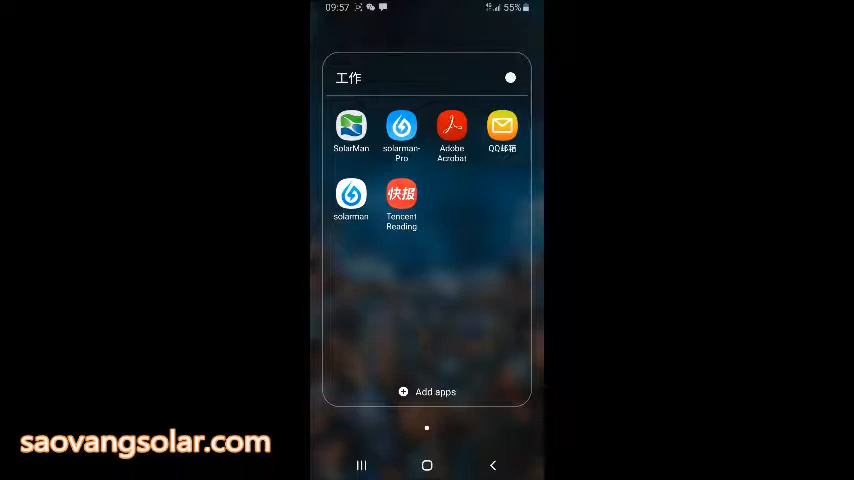 09:57
55%
工作
SolarMan
solarman-
Pro
Adobe
Acrobat
QQ邮箱
solarman
快报
Tencent
Reading
Add apps
saovangsolar.com